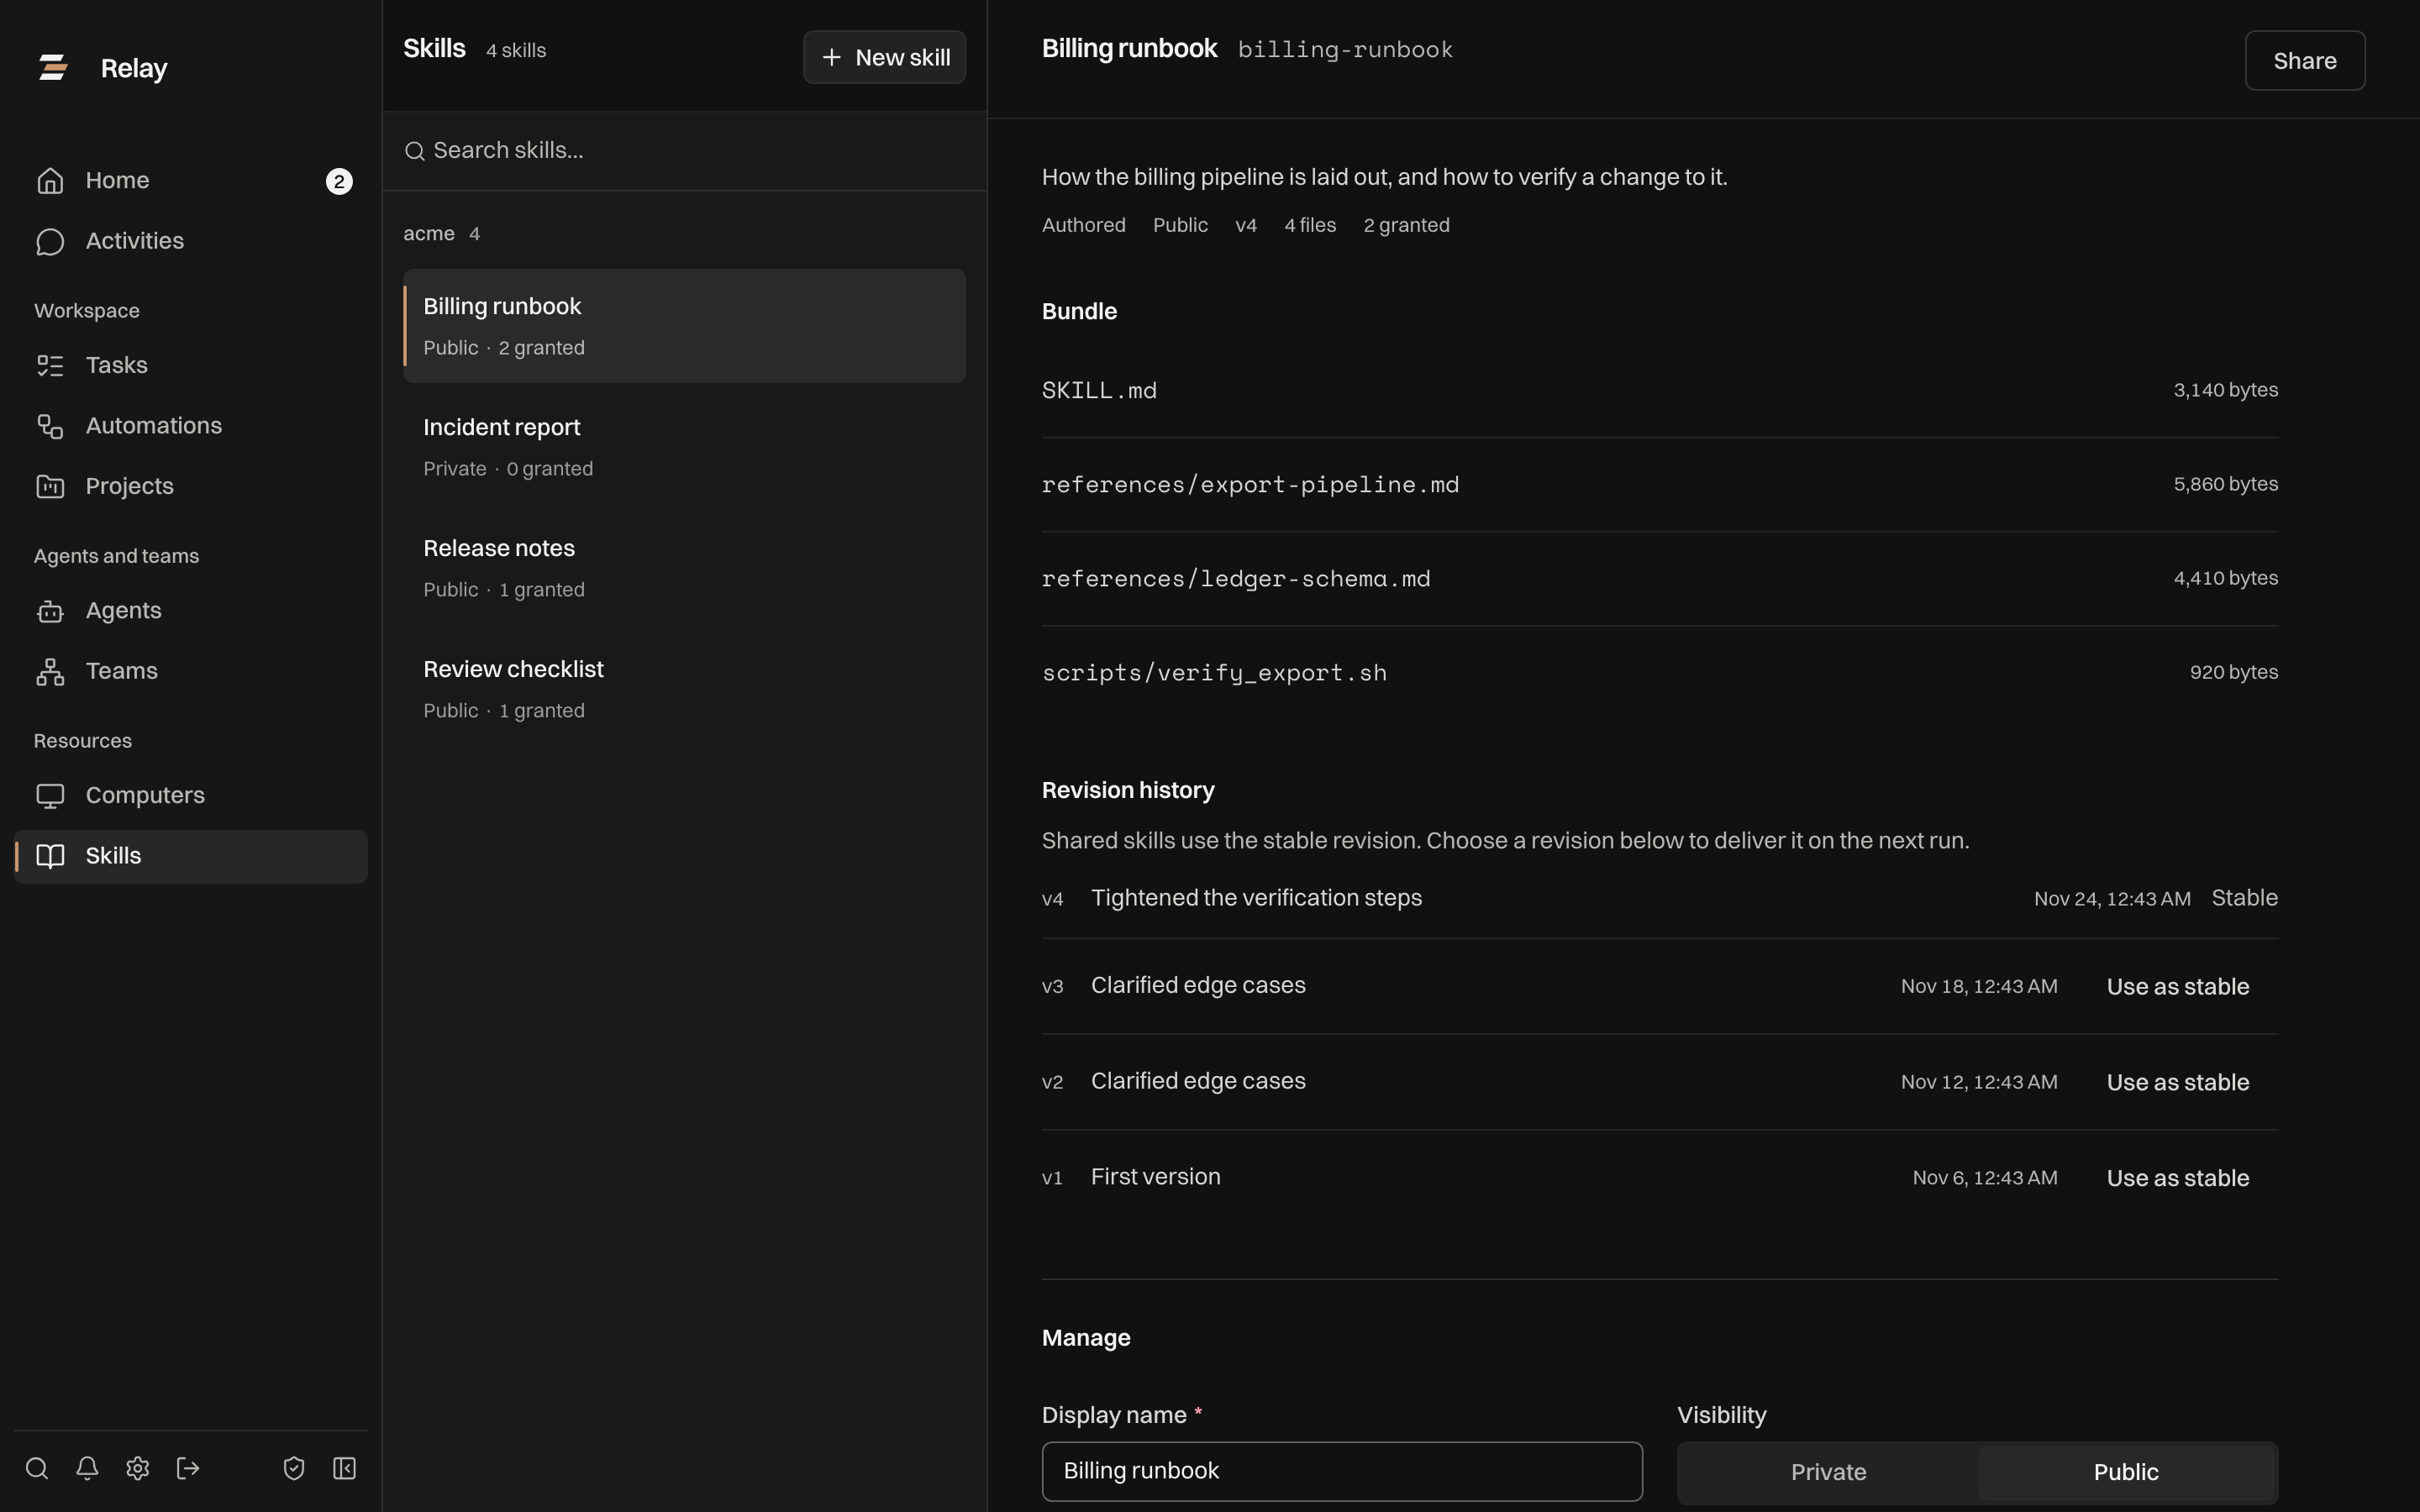 Relay
Home 2
Activities
Workspace
Tasks
Automations
Projects
Agents and teams
Agents
Teams
Resources
Computers
Skills
Skills 4 skills
New skill
Search skills...
acme 4
Billing runbook
Public · 2 granted
Incident report
Private · 0 granted
Release notes
Public · 1 granted
Review checklist
Public · 1 granted
Billing runbook billing-runbook
Share
How the billing pipeline is laid out, and how to verify a change to it.
Authored Public v4 4 files 2 granted
Bundle
SKILL.md 3,140 bytes
references/export-pipeline.md 5,860 bytes
references/ledger-schema.md 4,410 bytes
scripts/verify_export.sh 920 bytes
Revision history
Shared skills use the stable revision. Choose a revision below to deliver it on the next run.
v4 Tightened the verification steps Nov 24, 12:43 AM Stable
v3 Clarified edge cases Nov 18, 12:43 AM Use as stable
v2 Clarified edge cases Nov 12, 12:43 AM Use as stable
v1 First version Nov 6, 12:43 AM Use as stable
Manage
Display name * Visibility
Billing runbook Private Public